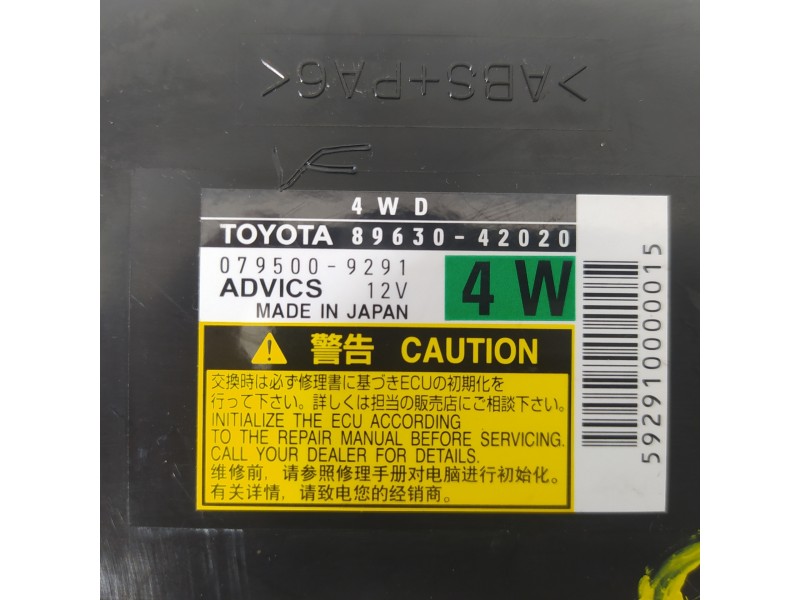 >ABS+PA6<
4WD
TOYOTA 89630-42020
079500-9291
ADVICS 12V
4W
MADE IN JAPAN
警告 CAUTION
交換時は必ず修理書に基づきECUの初期化を
行って下さい。詳しくは担当の販売店にご相談下さい。
INITIALIZE THE ECU ACCORDING
TO THE REPAIR MANUAL BEFORE SERVICING.
CALL YOUR DEALER FOR DETAILS.
维修前，请参照修理手册对电脑进行初始化。
有关详情，请致电您的经销商。
592910000015